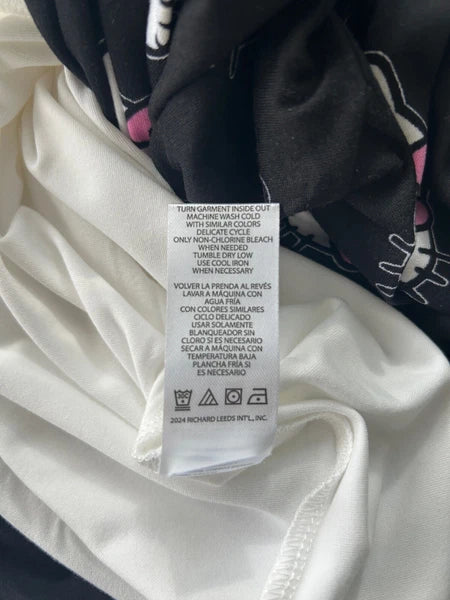 TURN GARMENT INSIDE OUT
MACHINE WASH COLD
WITH SIMILAR COLORS
DELICATE CYCLE
ONLY NON-CHLORINE BLEACH
WHEN NEEDED
TUMBLE DRY LOW
USE COOL IRON
WHEN NECESSARY
VOLVER LA PRENDA AL REVÉS
LAVAR A MÁQUINA CON
AGUA FRÍA
CON COLORES SIMILARES
CICLO DELICADO
USAR SOLAMENTE
BLANQUEADOR SIN
CLORO SI ES NECESARIO
SECAR A MÁQUINA CON
TEMPERATURA BAJA
PLANCHA FRÍA SI
ES NECESARIO
2024 RICHARD LEEDS INT'L., INC.